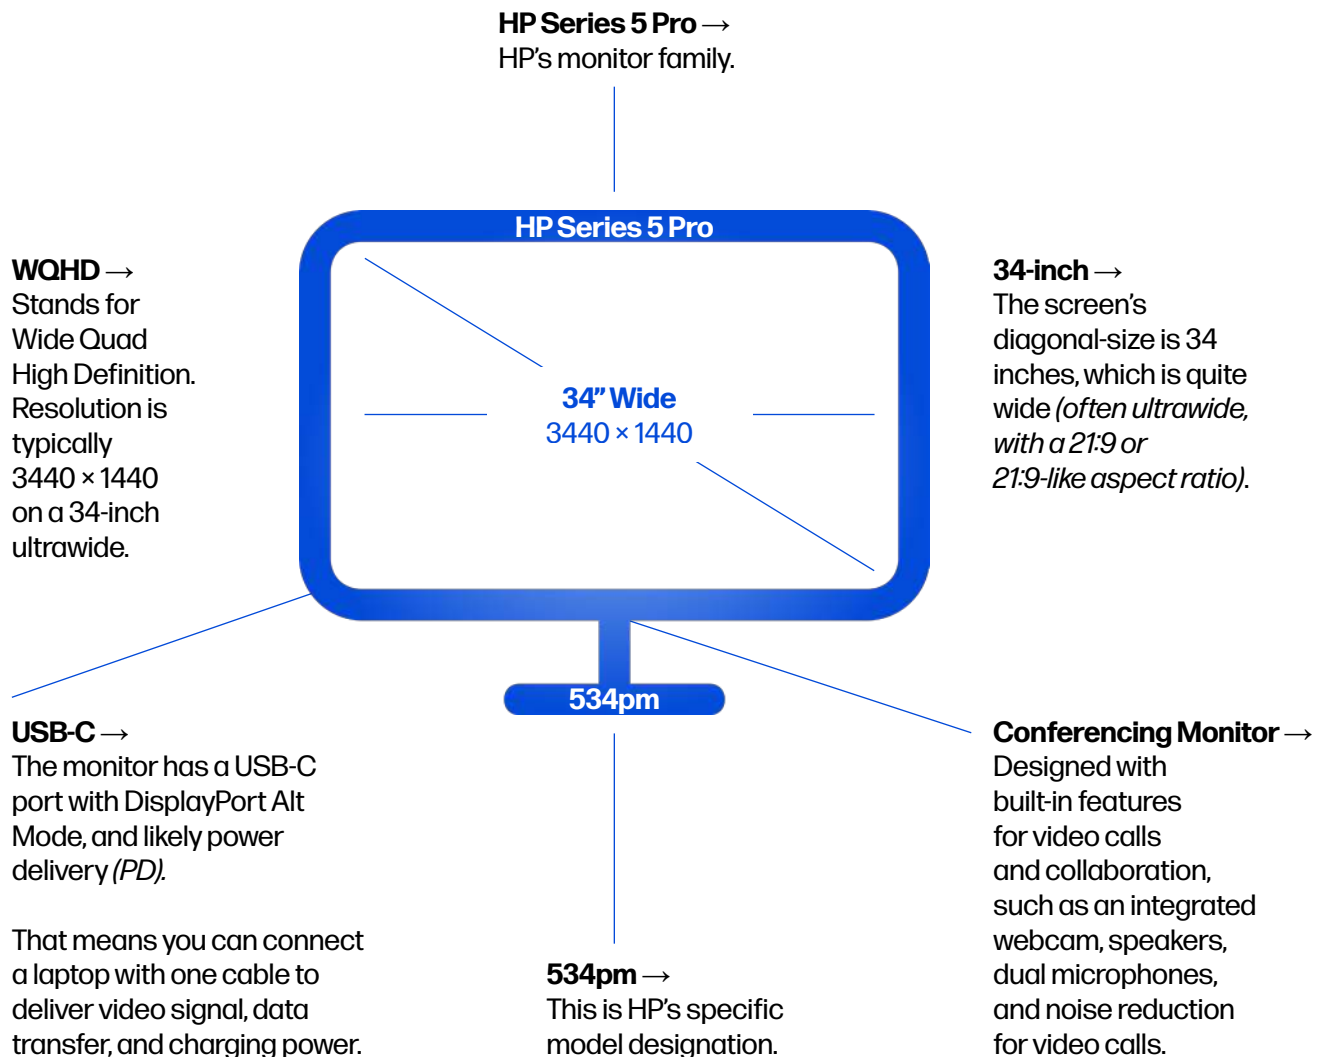 HP Series 5 Pro →
HP’s monitor family.
HP Series 5 Pro
WQHD →
Stands for
Wide Quad
High Definition.
Resolution is
typically
3440 × 1440
on a 34-inch
ultrawide.
34” Wide
3440 × 1440
34-inch →
The screen’s
diagonal-size is 34
inches, which is quite
wide (often ultrawide,
with a 21:9 or
21:9-like aspect ratio).
534pm
USB-C →
The monitor has a USB-C
port with DisplayPort Alt
Mode, and likely power
delivery (PD).
That means you can connect
a laptop with one cable to
deliver video signal, data
transfer, and charging power.
534pm →
This is HP’s specific
model designation.
Conferencing Monitor →
Designed with
built-in features
for video calls
and collaboration,
such as an integrated
webcam, speakers,
dual microphones,
and noise reduction
for video calls.